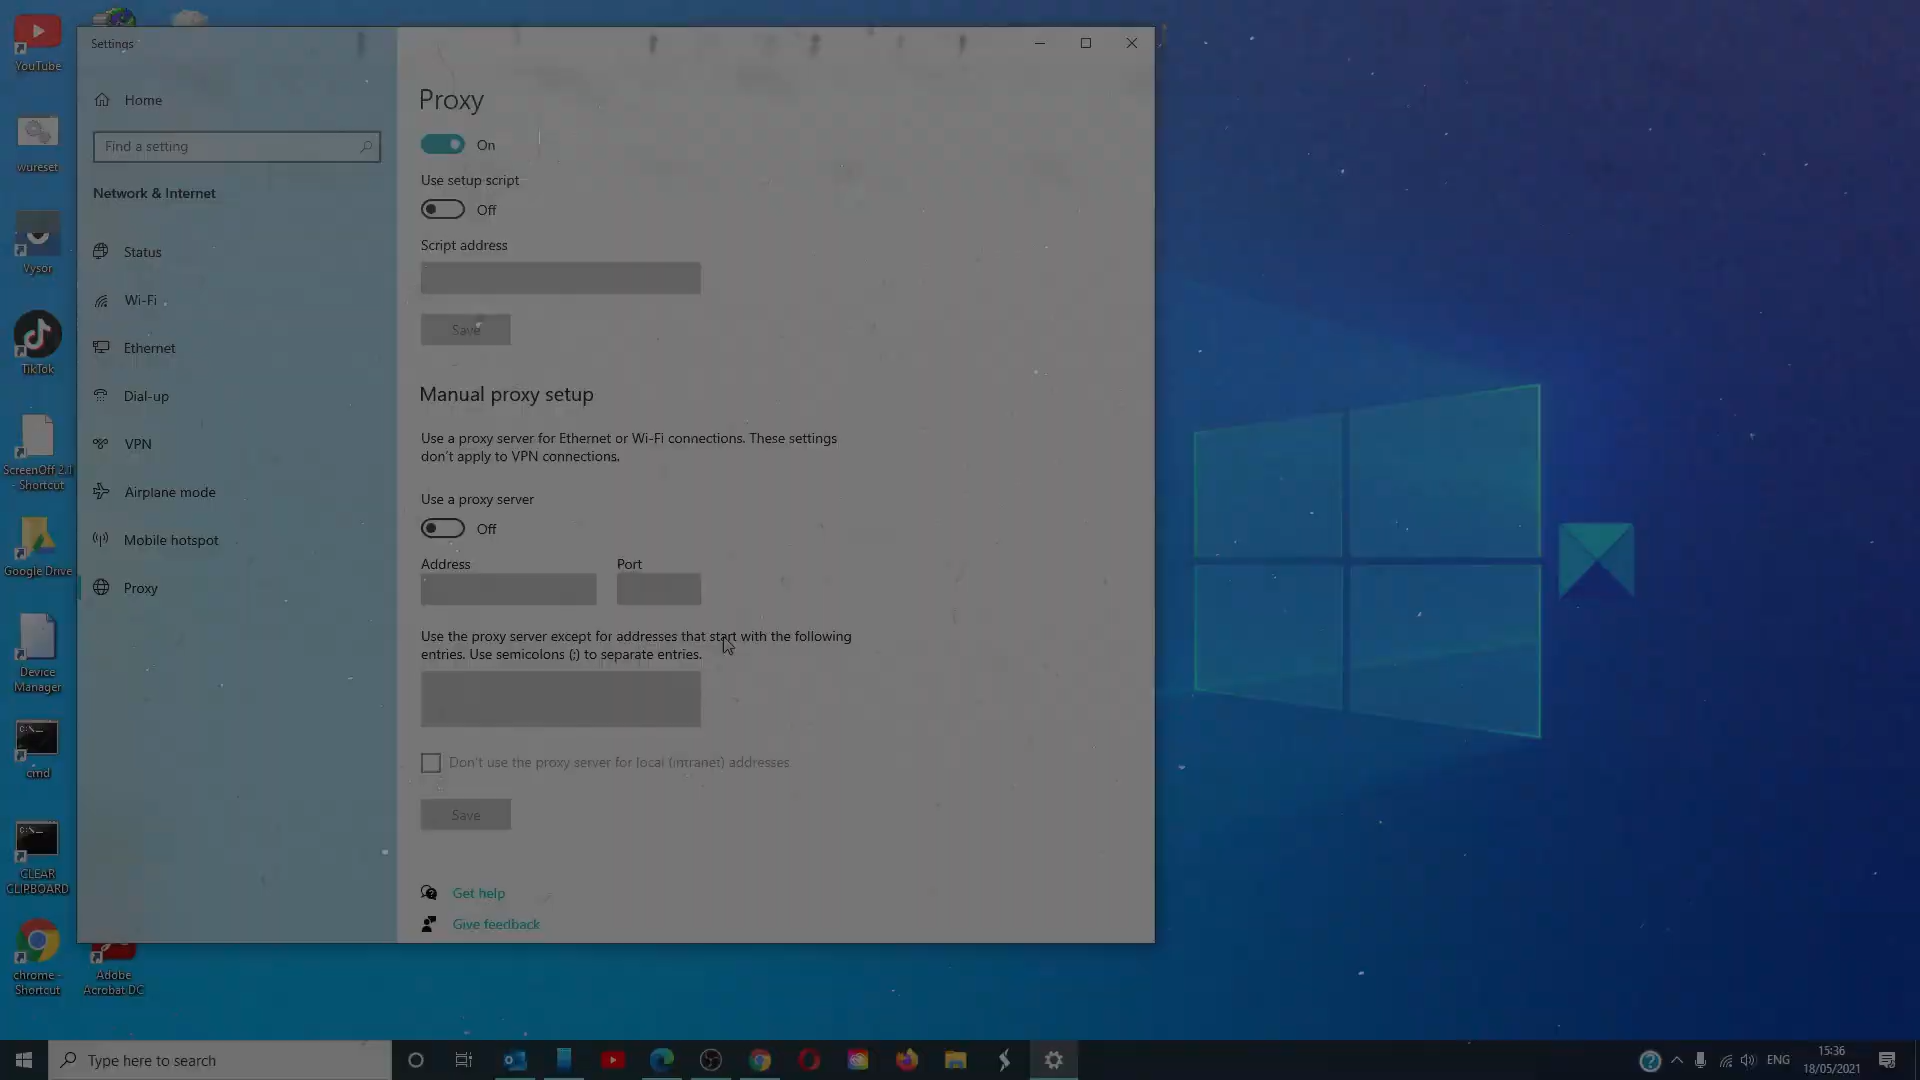 YouTube
wureset
Vysor
TikTok
ScreenOff 2.1
- Shortcut
Google Drive
Device
Manager
cmd
CLEAR
CLIPBOARD
chrome -
Shortcut
Adobe
Acrobat DC
Settings
Home
Find a setting
Network & Internet
Status
Wi-Fi
Ethernet
Dial-up
VPN
Airplane mode
Mobile hotspot
Proxy
Proxy
On
Use setup script
Off
Script address
Save
Manual proxy setup
Use a proxy server for Ethernet or Wi-Fi connections. These settings
don't apply to VPN connections.
Use a proxy server
Off
Address
Port
Use the proxy server except for addresses that start with the following
entries. Use semicolons (;) to separate entries.
Don't use the proxy server for local (intranet) addresses
Save
Get help
Give feedback
Type here to search
ENG
15:36
18/05/2021